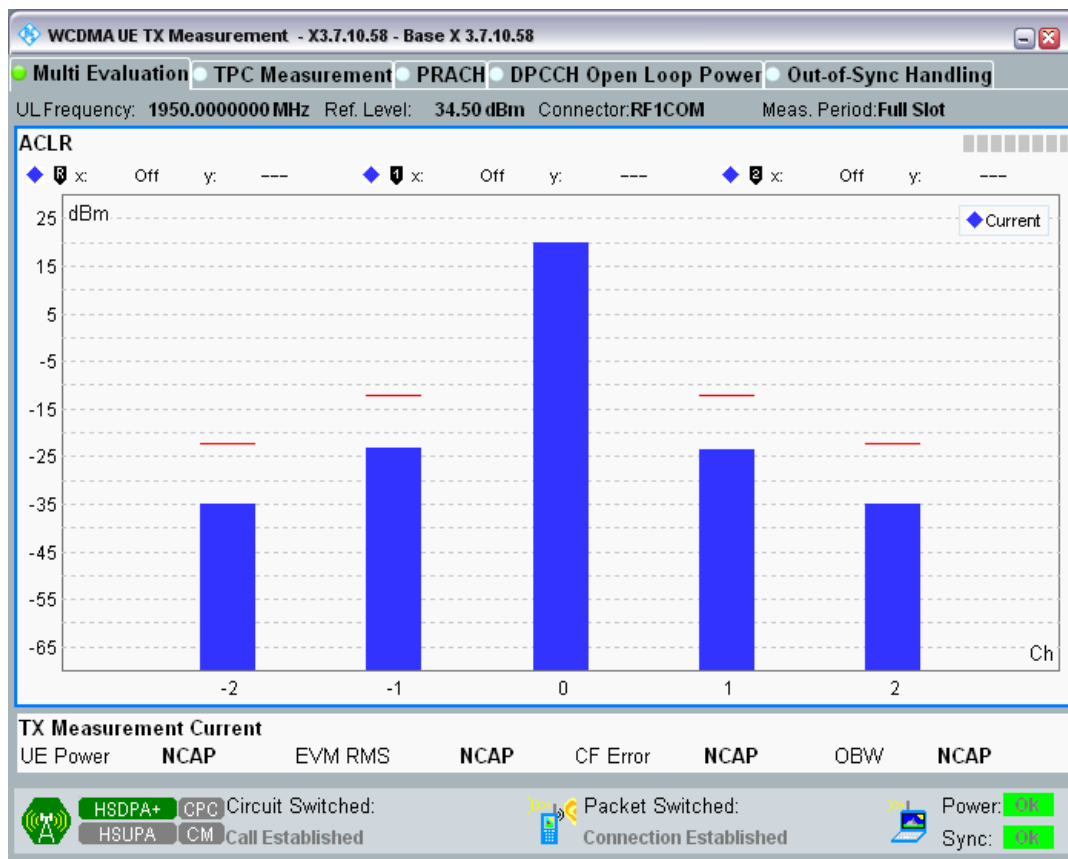 WCDMA UE TX Measurement - X3.7.10.58 - Base X 3.7.10.58
Multi Evaluation TPC Measurement PRACH DPCCH Open Loop Power Out-of-Sync Handling
UL Frequency: 1950.0000000 MHz Ref. Level: 34.50 dBm Connector:RF1COM Meas. Period:Full Slot
ACLR
R x: Off y: --- 1 x: Off y: --- 2 x: Off y: ---
25 dBm Current
15
5
-5
-15
-25
-35
-45
-55
-65 Ch
-2 -1 0 1 2
TX Measurement Current
UE Power NCAP EVM RMS NCAP CF Error NCAP OBW NCAP
HSDPA+ CPC Circuit Switched: Packet Switched: Power: OK
HSUPA CM Call Established Connection Established Sync: OK